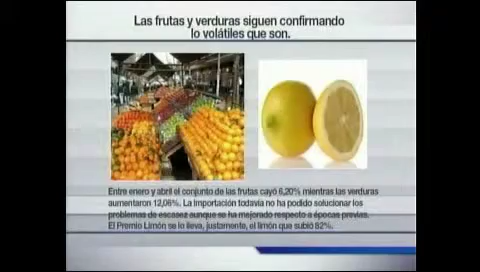 Las frutas y verduras siguen confirmando
lo volátiles que son.
Entre enero y abril el conjunto de las frutas cayó 6,20% mientras las verduras
aumentaron 12,06%. La importación todavía no ha podido solucionar los
problemas de escasez aunque se ha mejorado respecto a épocas previas.
El Premio Limón se lo lleva, justamente, el limón que subió 82%.